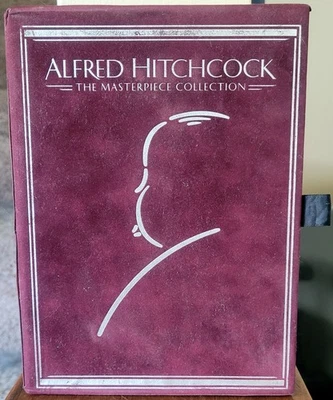 ALFRED HITCHCOCK
THE MASTERPIECE COLLECTION